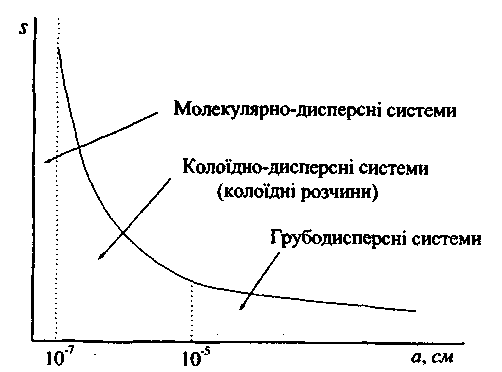 s
Молекулярно-дисперсні системи
Колоїдно-дисперсні системи
(колоїдні розчини)
Грубодисперсні системи
10⁻⁷
10⁻⁵
a, см